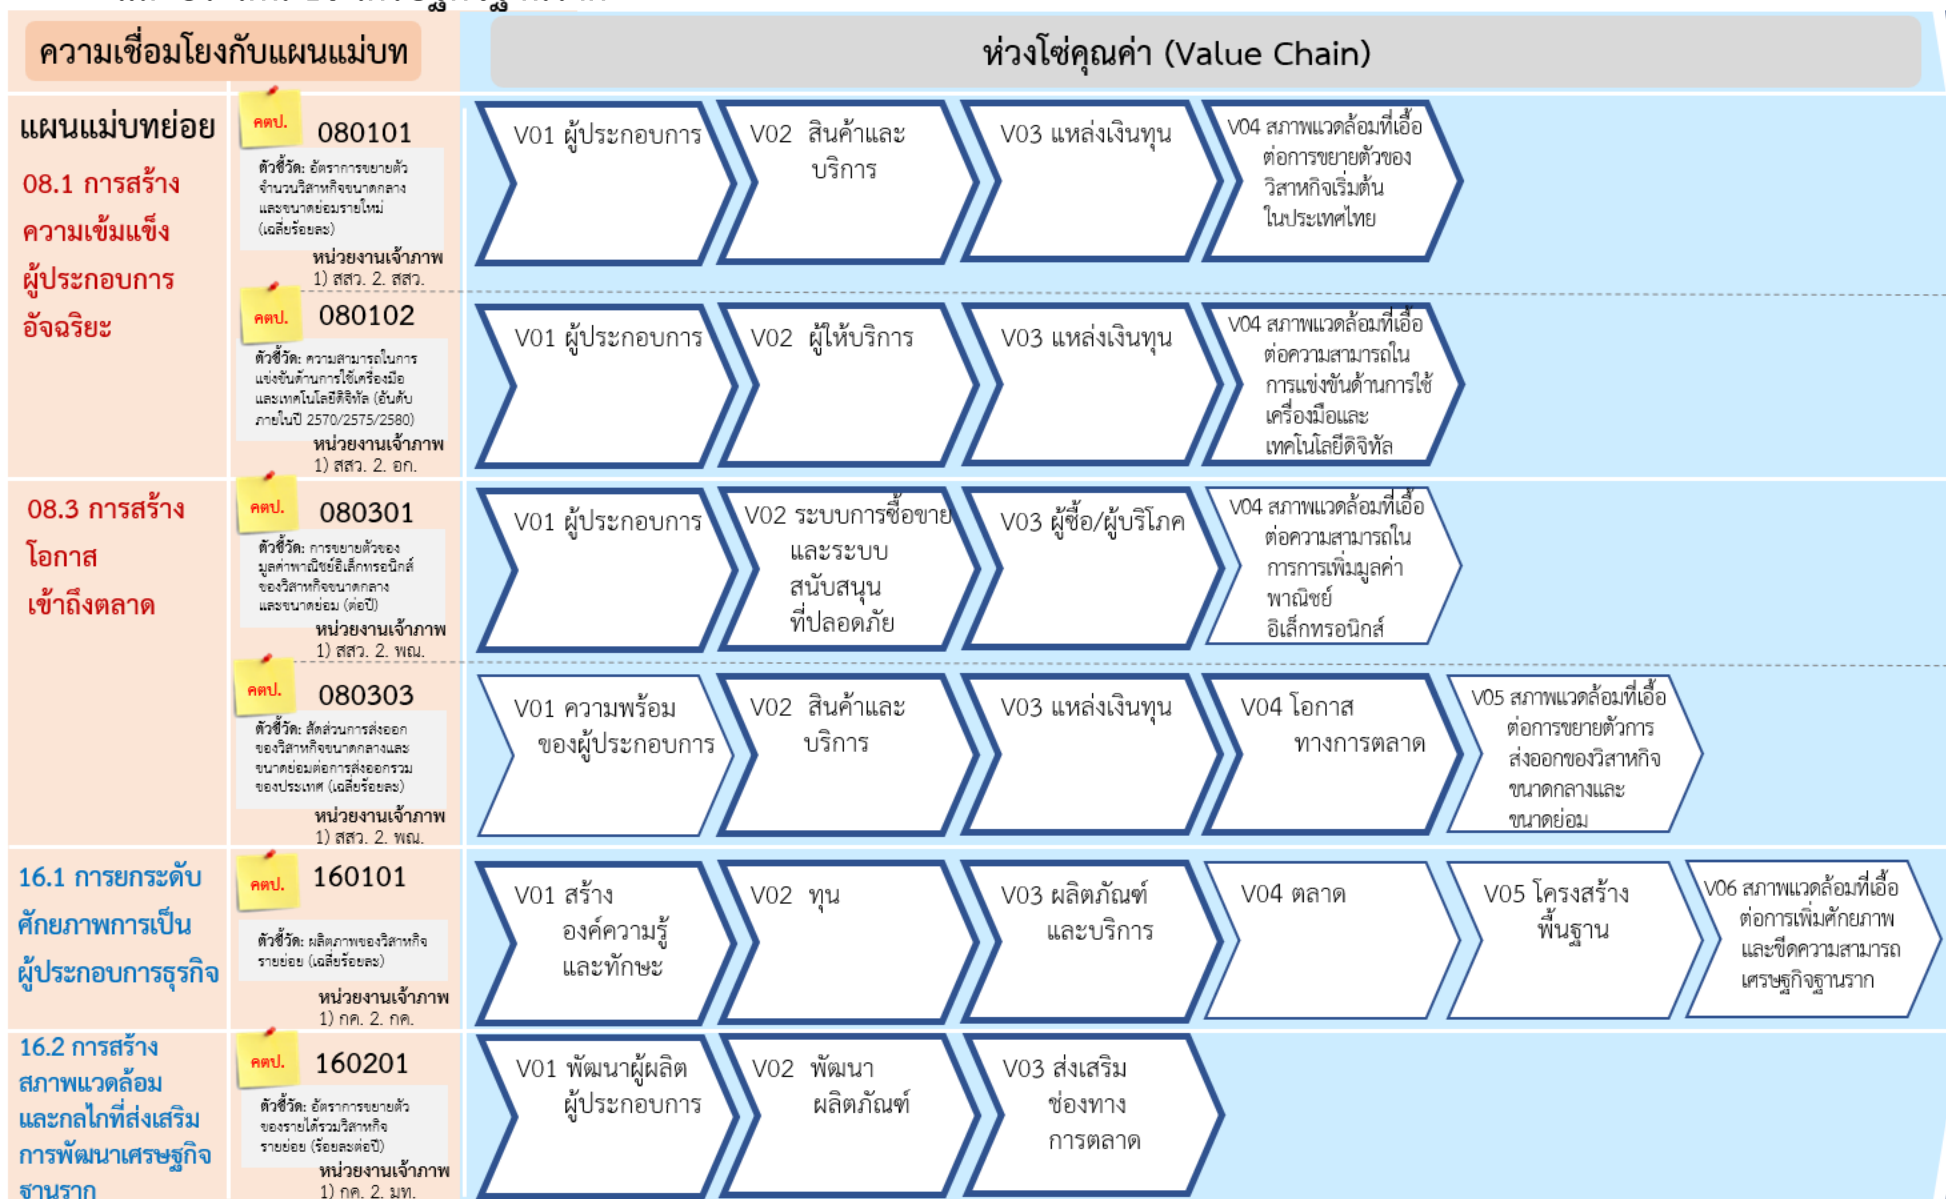 ความเชื่อมโยงกับแผนแม่บท
ห่วงโซ่คุณค่า (Value Chain)
แผนแม่บทย่อย
08.1 การสร้าง
ความเข้มแข็ง
ผู้ประกอบการ
อัจฉริยะ
คตป.
080101
ตัวชี้วัด: อัตราการขยายตัว
จำนวนวิสาหกิจขนาดกลาง
และขนาดย่อมรายใหม่
(เฉลี่ยร้อยละ)
หน่วยงานเจ้าภาพ
1) สสว. 2. สสว.
V01 ผู้ประกอบการ
V02 สินค้าและ
บริการ
V03 แหล่งเงินทุน
V04 สภาพแวดล้อมที่เอื้อ
ต่อการขยายตัวของ
วิสาหกิจเริ่มต้น
ในประเทศไทย
คตป.
080102
ตัวชี้วัด: ความสามารถในการ
แข่งขันด้านการใช้เครื่องมือ
และเทคโนโลยีดิจิทัล (อันดับ
ภายในปี 2570/2575/2580)
หน่วยงานเจ้าภาพ
1) สสว. 2. อก.
V01 ผู้ประกอบการ
V02 ผู้ให้บริการ
V03 แหล่งเงินทุน
V04 สภาพแวดล้อมที่เอื้อ
ต่อความสามารถใน
การแข่งขันด้านการใช้
เครื่องมือและ
เทคโนโลยีดิจิทัล
08.3 การสร้าง
โอกาส
เข้าถึงตลาด
คตป.
080301
ตัวชี้วัด: การขยายตัวของ
มูลค่าพาณิชย์อิเล็กทรอนิกส์
ของวิสาหกิจขนาดกลาง
และขนาดย่อม (ต่อปี)
หน่วยงานเจ้าภาพ
1) สสว. 2. พณ.
V01 ผู้ประกอบการ
V02 ระบบการซื้อขาย
และระบบ
สนับสนุน
ที่ปลอดภัย
V03 ผู้ซื้อ/ผู้บริโภค
V04 สภาพแวดล้อมที่เอื้อ
ต่อความสามารถใน
การการเพิ่มมูลค่า
พาณิชย์
อิเล็กทรอนิกส์
คตป.
080303
ตัวชี้วัด: สัดส่วนการส่งออก
ของวิสาหกิจขนาดกลางและ
ขนาดย่อมต่อการส่งออกรวม
ของประเทศ (เฉลี่ยร้อยละ)
หน่วยงานเจ้าภาพ
1) สสว. 2. พณ.
V01 ความพร้อม
ของผู้ประกอบการ
V02 สินค้าและ
บริการ
V03 แหล่งเงินทุน
V04 โอกาส
ทางการตลาด
V05 สภาพแวดล้อมที่เอื้อ
ต่อการขยายตัวการ
ส่งออกของวิสาหกิจ
ขนาดกลางและ
ขนาดย่อม
16.1 การยกระดับ
ศักยภาพการเป็น
ผู้ประกอบการธุรกิจ
คตป.
160101
ตัวชี้วัด: ผลิตภาพของวิสาหกิจ
รายย่อย (เฉลี่ยร้อยละ)
หน่วยงานเจ้าภาพ
1) กค. 2. กค.
V01 สร้าง
องค์ความรู้
และทักษะ
V02 ทุน
V03 ผลิตภัณฑ์
และบริการ
V04 ตลาด
V05 โครงสร้าง
พื้นฐาน
V06 สภาพแวดล้อมที่เอื้อ
ต่อการเพิ่มศักยภาพ
และขีดความสามารถ
เศรษฐกิจฐานราก
16.2 การสร้าง
สภาพแวดล้อม
และกลไกที่ส่งเสริม
การพัฒนาเศรษฐกิจ
ฐานราก
คตป.
160201
ตัวชี้วัด: อัตราการขยายตัว
ของรายได้รวมวิสาหกิจ
รายย่อย (ร้อยละต่อปี)
หน่วยงานเจ้าภาพ
1) กค. 2. มท.
V01 พัฒนาผู้ผลิต
ผู้ประกอบการ
V02 พัฒนา
ผลิตภัณฑ์
V03 ส่งเสริม
ช่องทาง
การตลาด